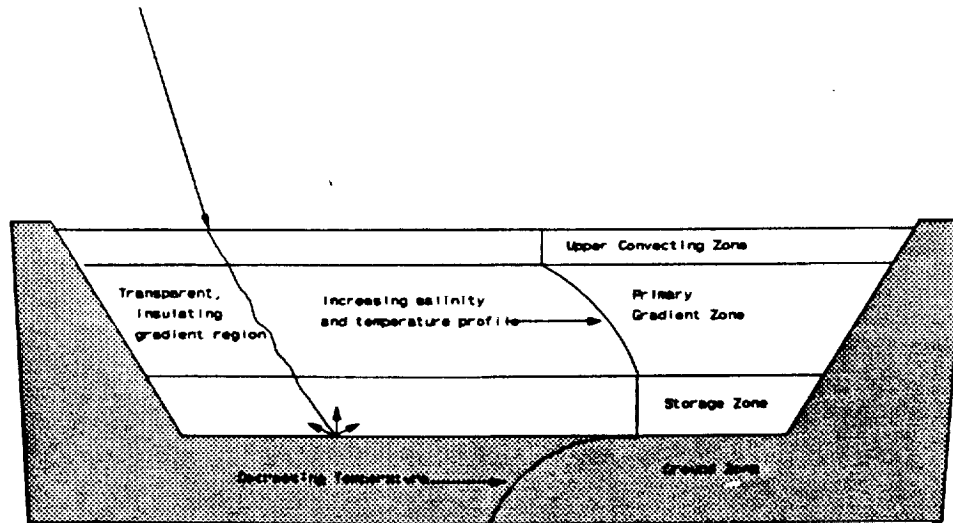 Upper Convecting Zone
Transparent,
insulating
gradient region
Increasing salinity
and temperature profile
Primary
Gradient Zone
Storage Zone
Decreasing Temperature
Ground Zone